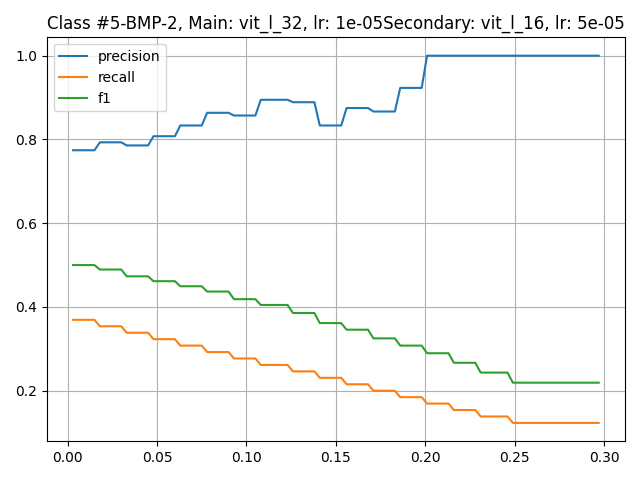 Class #5-BMP-2, Main: vit_l_32, lr: 1e-05Secondary: vit_l_16, lr: 5e-05
precision
recall
f1
1.0
0.8
0.6
0.4
0.2
0.00 0.05 0.10 0.15 0.20 0.25 0.30